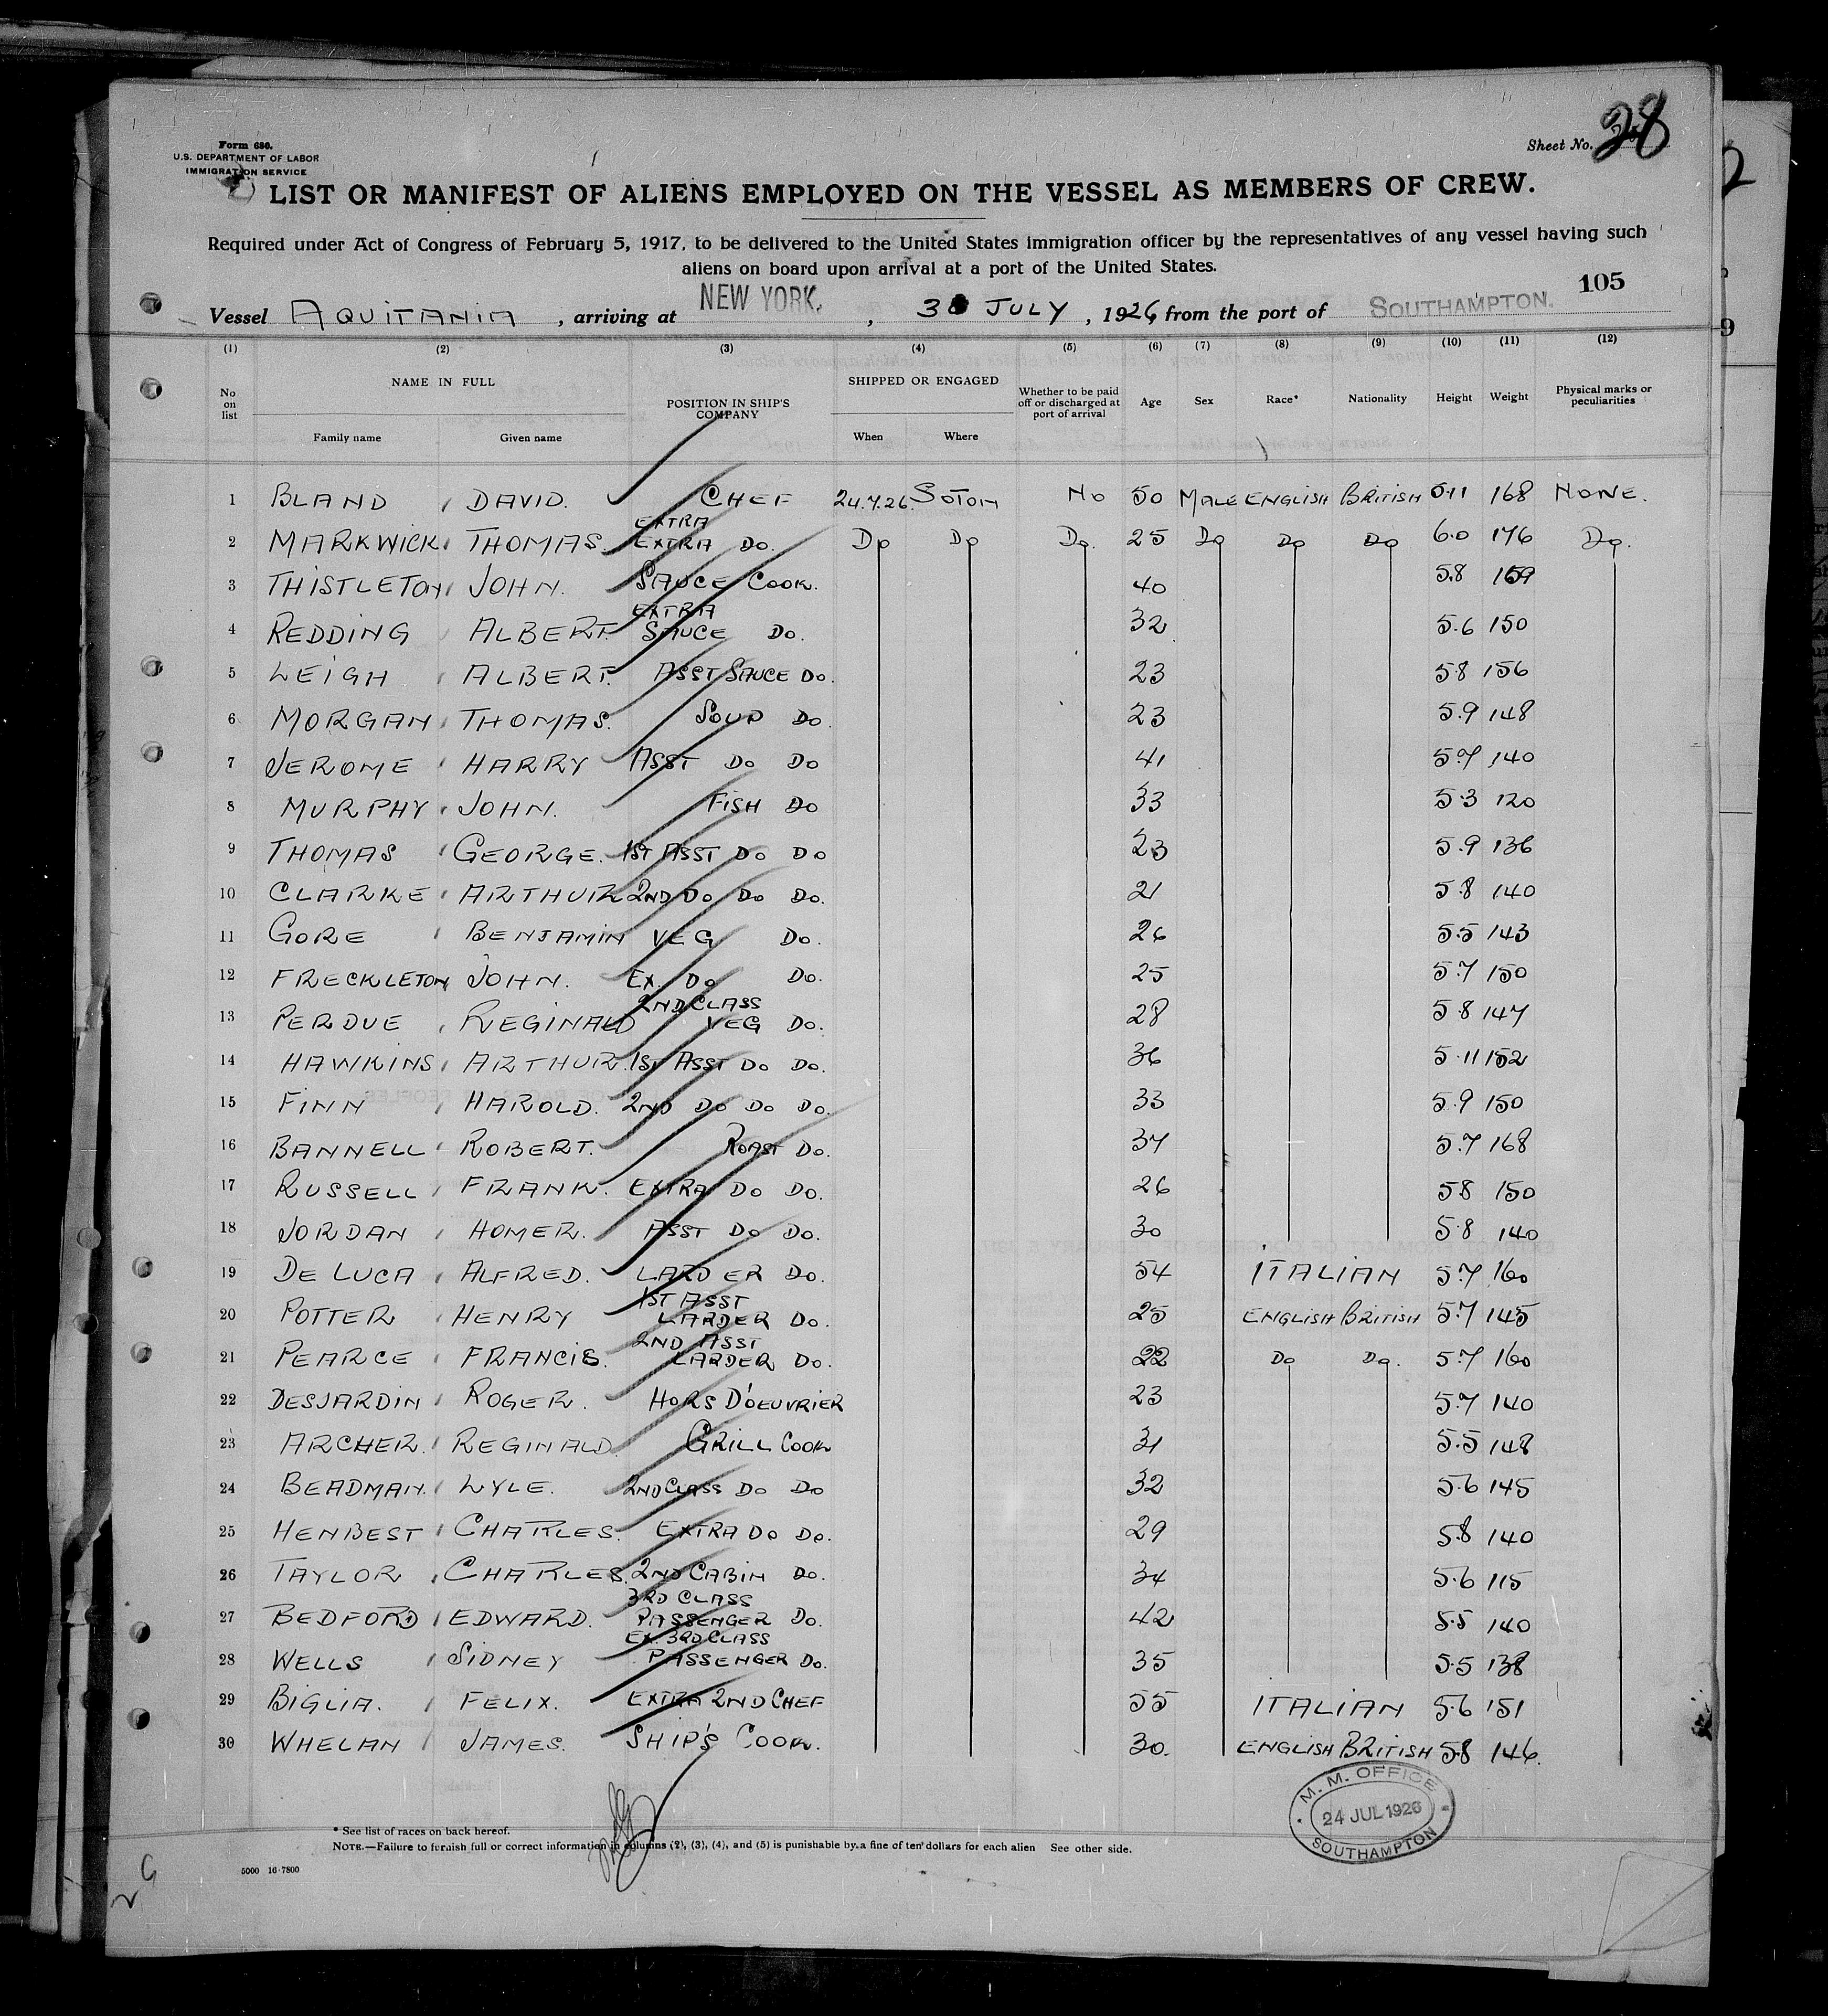 Form 680.
U.S. DEPARTMENT OF LABOR
IMMIGRATION SERVICE
Sheet No. 28
LIST OR MANIFEST OF ALIENS EMPLOYED ON THE VESSEL AS MEMBERS OF CREW.
Required under Act of Congress of February 5, 1917, to be delivered to the United States immigration officer by the representatives of any vessel having such
aliens on board upon arrival at a port of the United States.
105
Vessel AQUITANIA, arriving at NEW YORK., 30 JULY, 1926, from the port of SOUTHAMPTON.
(1) (2) (3) (4) (5) (6) (7) (8) (9) (10) (11) (12)
No on list NAME IN FULL Family name Given name POSITION IN SHIP'S COMPANY SHIPPED OR ENGAGED When Where Whether to be paid off or discharged at port of arrival Age Sex Race* Nationality Height Weight Physical marks or peculiarities
1 BLAND DAVID. CHEF 24.7.26. SOTON NO 50 MALE ENGLISH BRITISH 5.11 168 NONE.
2 MARKWICK THOMAS. EXTRA EXTRA DO. DO DO DO. 25 DO DO DO 6.0 176 DO.
3 THISTLETON JOHN. SAUCE COOK. 40 5.8 159
4 REDDING ALBERT. EXTRA SAUCE DO. 32 5.6 150
5 LEIGH ALBERT. ASST SAUCE DO. 23 5.8 156
6 MORGAN THOMAS. SOUP DO 23 5.9 148
7 JEROME HARRY ASST DO DO 41 5.7 140
8 MURPHY JOHN. FISH DO 33 5.3 120
9 THOMAS GEORGE. 1ST ASST DO DO 23 5.9 136
10 CLARKE ARTHUR 2ND DO DO DO. 21 5.8 140
11 GORE BENJAMIN VEG DO. 26 5.5 143
12 FRECKLETON JOHN. EX. DO DO. 25 5.7 150
13 PERDUE REGINALD 2ND CLASS VEG DO. 28 5.8 147
14 HAWKINS ARTHUR. 1ST ASST DO DO. 36 5.11 152
15 FINN HAROLD. 2ND DO DO DO. 33 5.9 150
16 BANNELL ROBERT. ROAST DO. 37 5.7 168
17 RUSSELL FRANK. EXTRA DO DO. 26 5.8 150
18 JORDAN HOMER. ASST DO DO. 30 5.8 140
19 DE LUCA ALFRED. LARDER DO. 54 ITALIAN 5.7 160
20 POTTER HENRY 1ST ASST LARDER DO. 25 ENGLISH BRITISH 5.7 145
21 PEARCE FRANCIS. 2ND ASST LARDER DO. 22 DO DO. 5.7 160
22 DESJARDIN ROGER. HORS D'OEUVRIER 23 5.7 140
23 ARCHER. REGINALD GRILL COOK 31 5.5 148
24 BEADMAN. LYLE. 2ND CLASS DO DO 32 5.6 145
25 HENBEST CHARLES. EXTRA DO DO. 29 5.8 140
26 TAYLOR CHARLES. 2ND CABIN DO. 34 5.6 115
27 BEDFORD EDWARD. 3RD CLASS PASSENGER DO. 42 5.5 140
28 WELLS SIDNEY EX. 3RD CLASS PASSENGER DO. 35 5.5 138
29 BIGLIA. FELIX. EXTRA 2ND CHEF 55 ITALIAN 5.6 151
30 WHELAN JAMES. SHIP'S COOK. 30. ENGLISH BRITISH 5.8 146.
M. M. OFFICE
24 JUL 1926
SOUTHAMPTON
* See list of races on back hereof.
NOTE.—Failure to furnish full or correct information in columns (2), (3), (4), and (5) is punishable by a fine of ten dollars for each alien See other side.
5000 16-7800